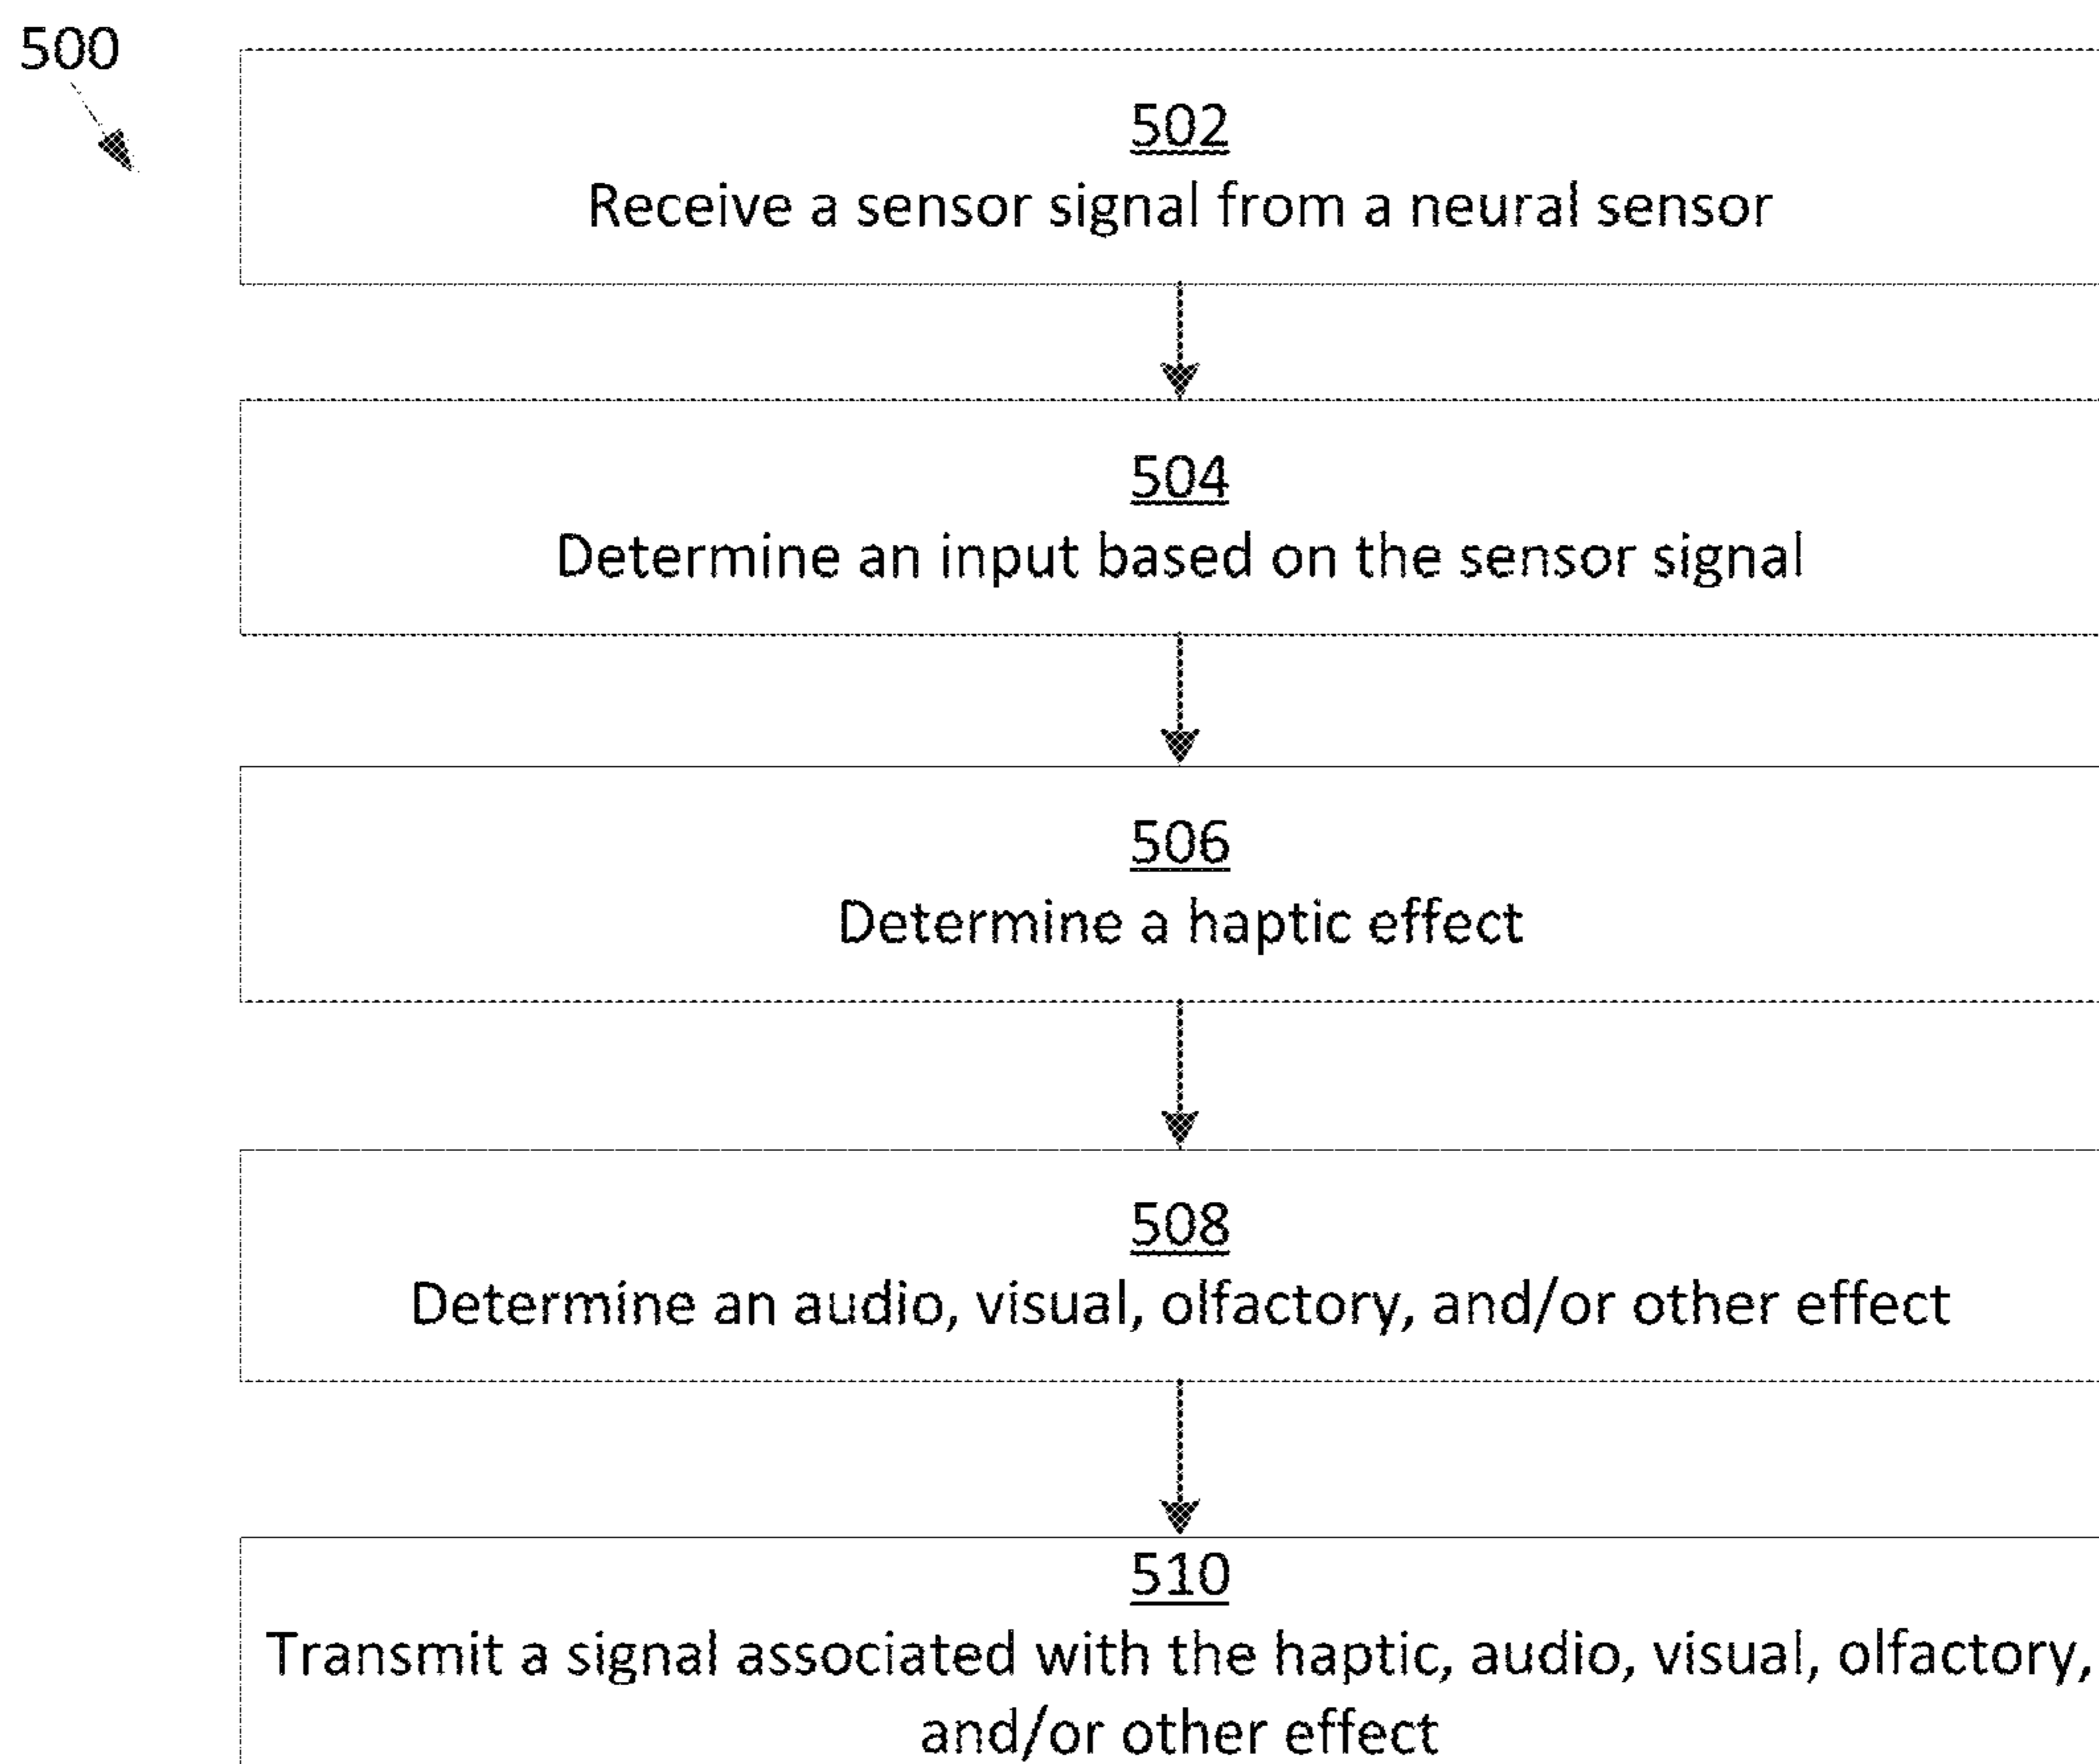 500
502
Receive a sensor signal from a neural sensor
504
Determine an input based on the sensor signal
506
Determine a haptic effect
508
Determine an audio, visual, olfactory, and/or other effect
510
Transmit a signal associated with the haptic, audio, visual, olfactory,
and/or other effect